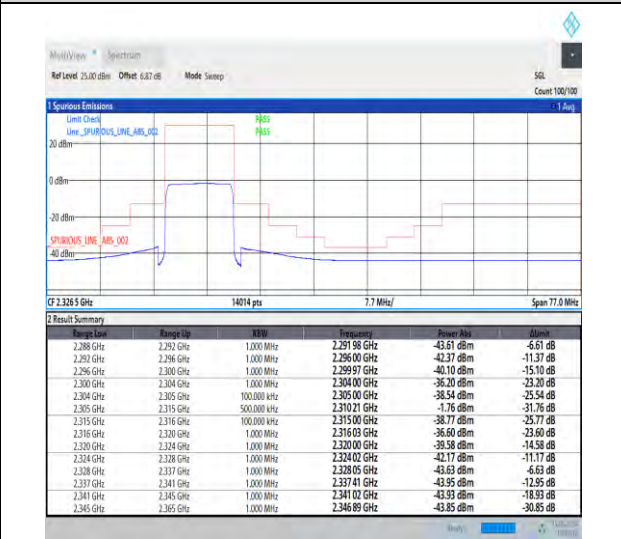 MultiView Spectrum
Ref Level 25.00 dBm Offset 6.87 dB Mode Sweep SGL
Count 100/100
1 Spurious Emissions 1 Avg
Limit Check PASS
Line _SPURIOUS_LINE_ABS_002 PASS
20 dBm
0 dBm
-20 dBm
_SPURIOUS_LINE_ABS_002
-40 dBm
CF 2.326 5 GHz 14014 pts 7.7 MHz/ Span 77.0 MHz
2 Result Summary
Range Low Range Up RBW Frequency Power Abs ΔLimit
2.288 GHz 2.292 GHz 1.000 MHz 2.291 98 GHz -43.61 dBm -6.61 dB
2.292 GHz 2.296 GHz 1.000 MHz 2.296 00 GHz -42.37 dBm -11.37 dB
2.296 GHz 2.300 GHz 1.000 MHz 2.299 97 GHz -40.10 dBm -15.10 dB
2.300 GHz 2.304 GHz 1.000 MHz 2.304 00 GHz -36.20 dBm -23.20 dB
2.304 GHz 2.305 GHz 100.000 kHz 2.305 00 GHz -38.54 dBm -25.54 dB
2.305 GHz 2.315 GHz 500.000 kHz 2.310 21 GHz -1.76 dBm -31.76 dB
2.315 GHz 2.316 GHz 100.000 kHz 2.315 00 GHz -38.77 dBm -25.77 dB
2.316 GHz 2.320 GHz 1.000 MHz 2.316 03 GHz -36.60 dBm -23.60 dB
2.320 GHz 2.324 GHz 1.000 MHz 2.320 00 GHz -39.58 dBm -14.58 dB
2.324 GHz 2.328 GHz 1.000 MHz 2.324 02 GHz -42.17 dBm -11.17 dB
2.328 GHz 2.337 GHz 1.000 MHz 2.328 05 GHz -43.63 dBm -6.63 dB
2.337 GHz 2.341 GHz 1.000 MHz 2.337 41 GHz -43.95 dBm -12.95 dB
2.341 GHz 2.345 GHz 1.000 MHz 2.341 02 GHz -43.93 dBm -18.93 dB
2.345 GHz 2.365 GHz 1.000 MHz 2.346 89 GHz -43.85 dBm -30.85 dB
Ready